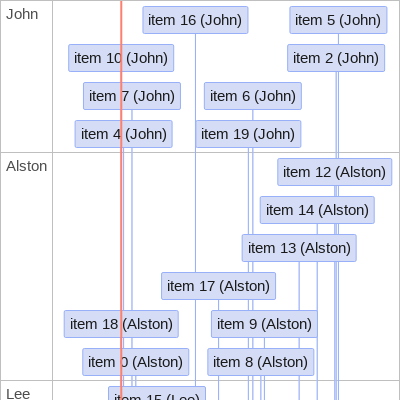 John
item 16 (John)
item 5 (John)
item 10 (John)
item 2 (John)
item 7 (John)
item 6 (John)
item 4 (John)
item 19 (John)
Alston
item 12 (Alston)
item 14 (Alston)
item 13 (Alston)
item 17 (Alston)
item 18 (Alston)
item 9 (Alston)
item 0 (Alston)
item 8 (Alston)
Lee
item 15 (Lee)